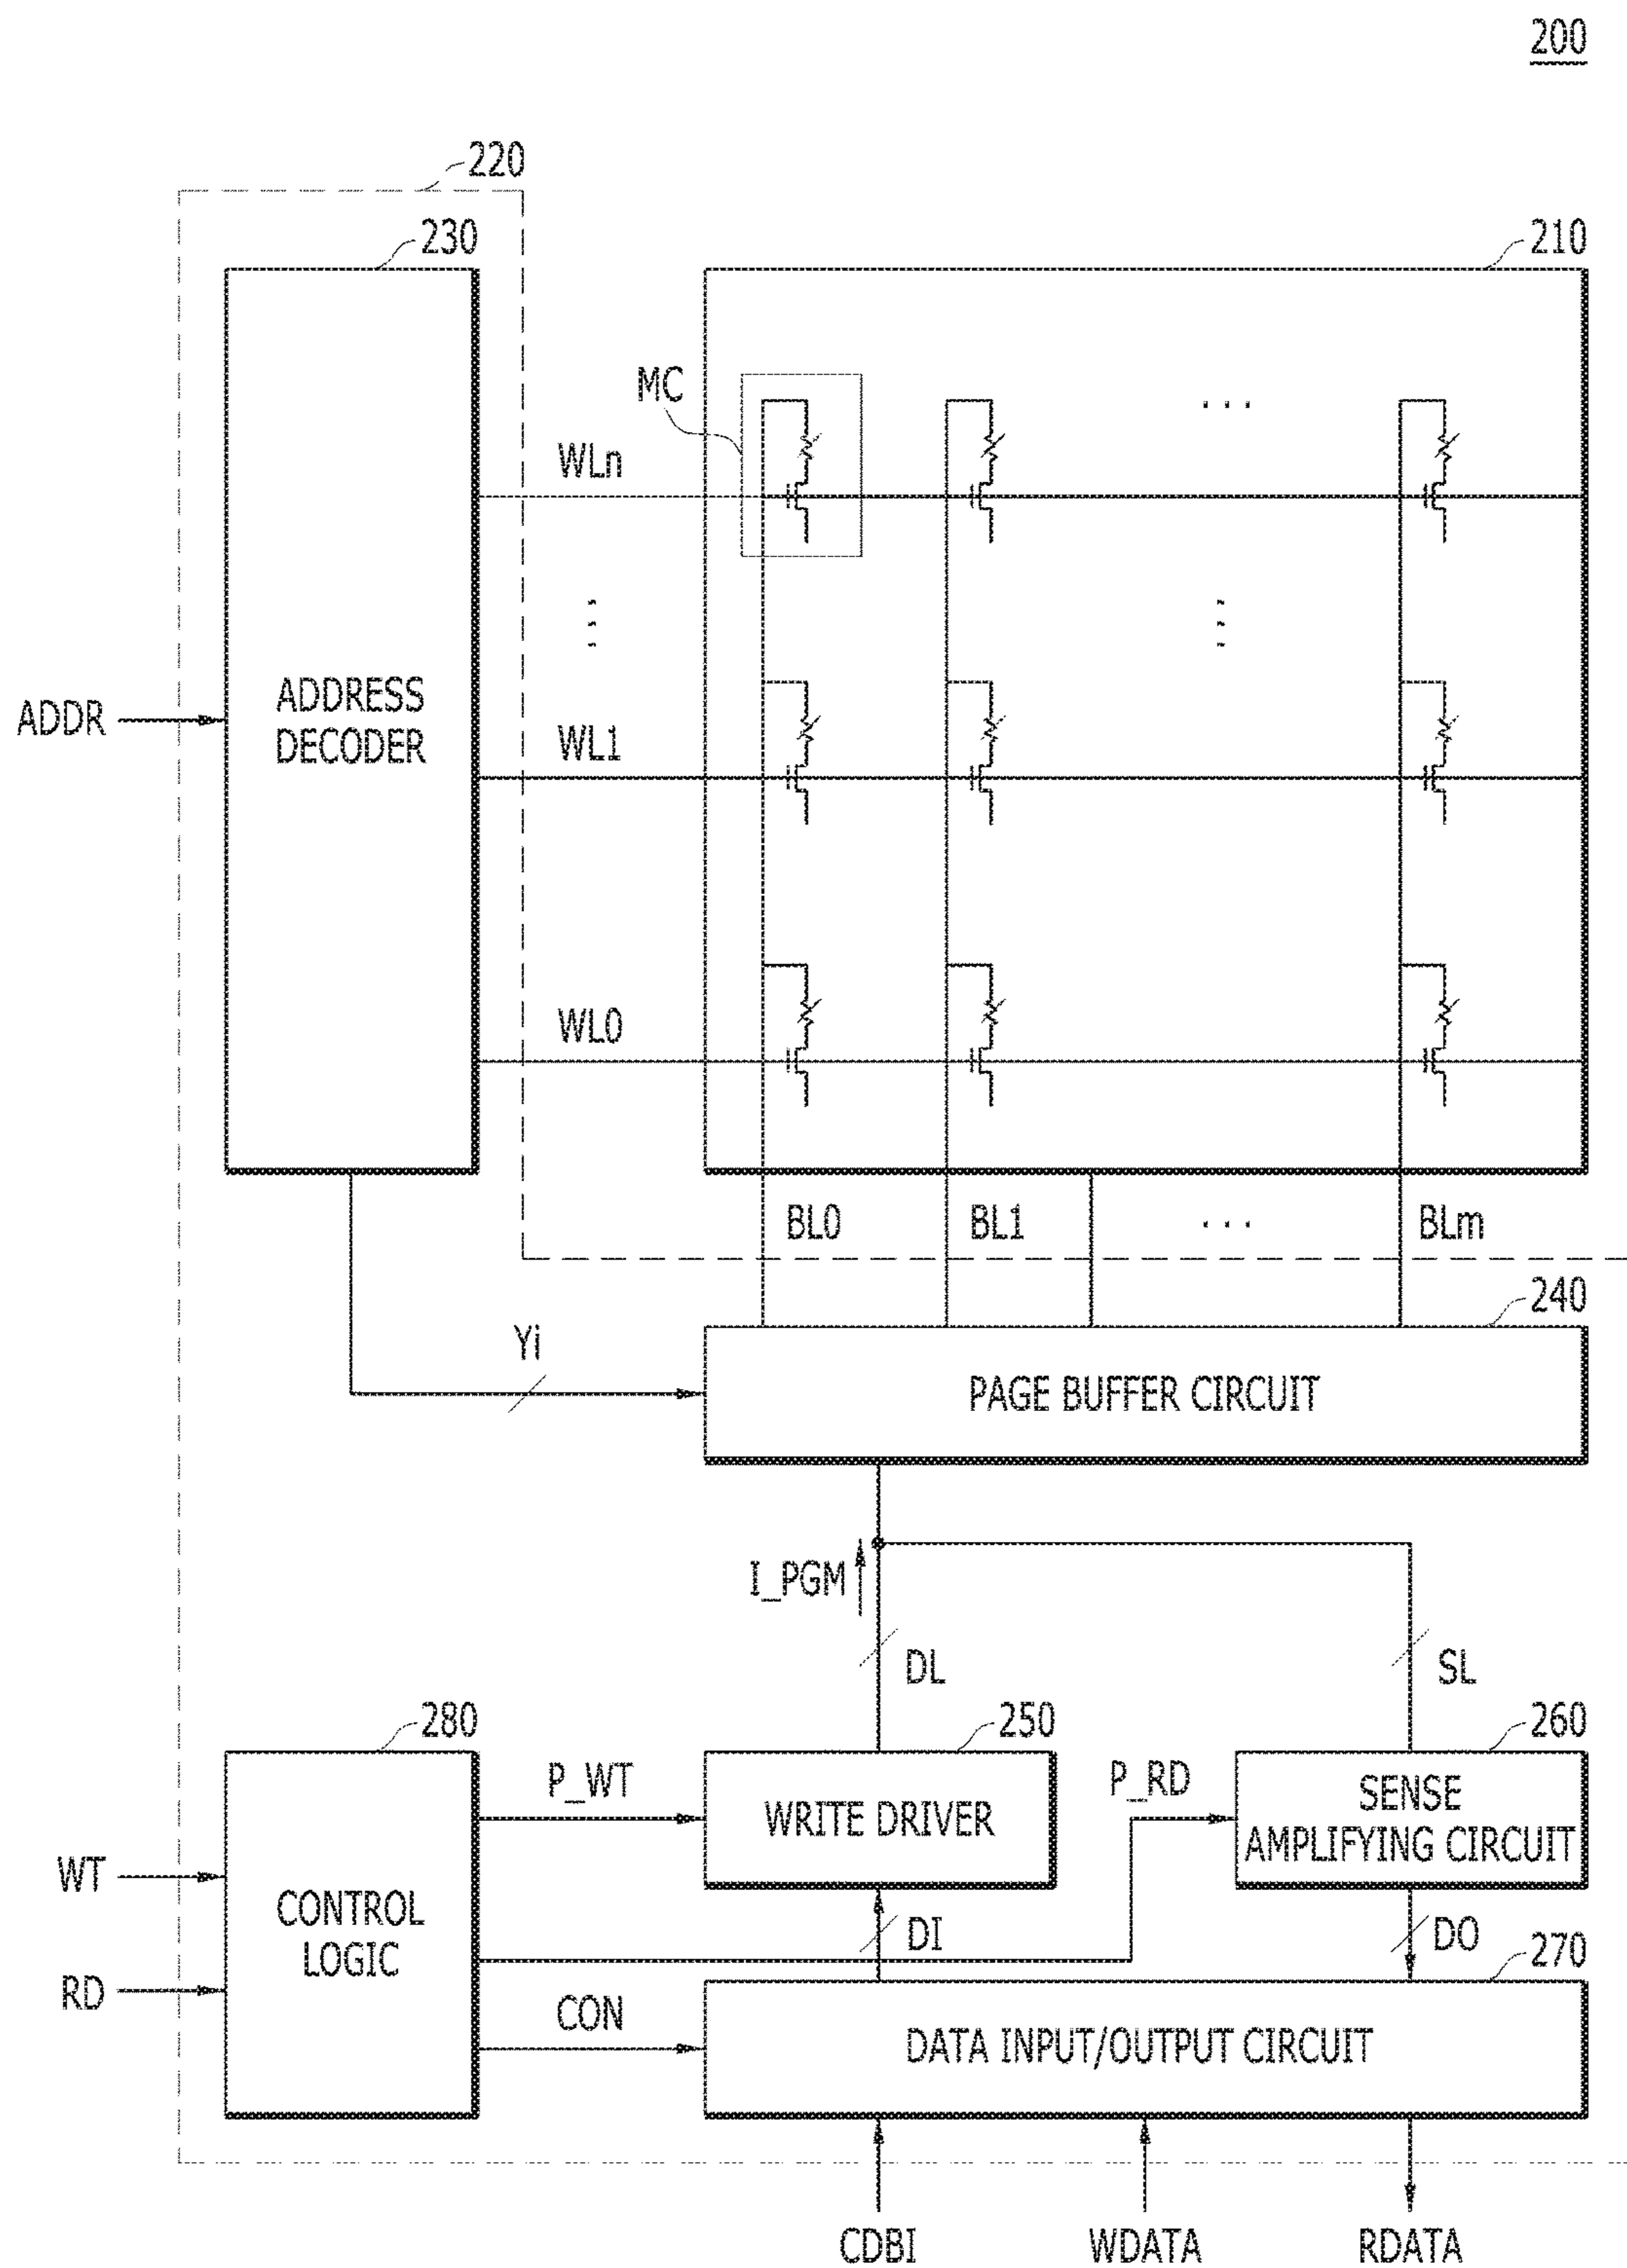 200
220
230
210
MC
WLn
ADDRESS
DECODER
ADDR
WL1
WL0
BL0
BL1
BLm
240
Yi
PAGE BUFFER CIRCUIT
I_PGM
DL
SL
280
250
260
P_WT
P_RD
WRITE DRIVER
SENSE
AMPLIFYING CIRCUIT
WT
CONTROL
LOGIC
DI
DO
270
RD
CON
DATA INPUT/OUTPUT CIRCUIT
CDBI
WDATA
RDATA